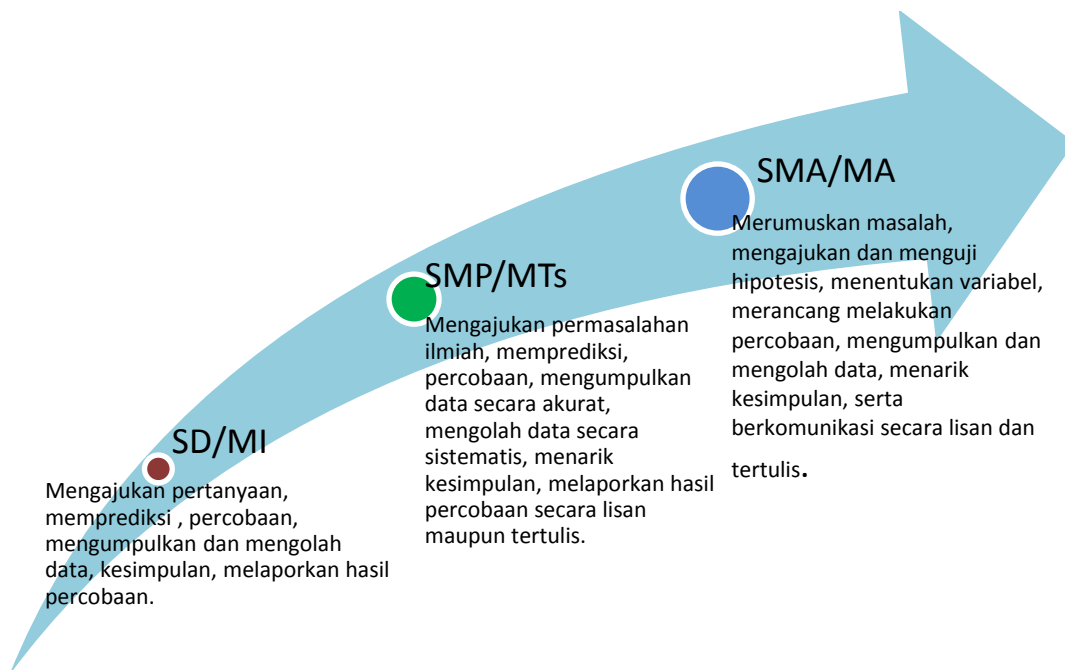 SD/MI
Mengajukan pertanyaan,
memprediksi , percobaan,
mengumpulkan dan mengolah
data, kesimpulan, melaporkan hasil
percobaan.
SMP/MTs
Mengajukan permasalahan
ilmiah, memprediksi,
percobaan, mengumpulkan
data secara akurat,
mengolah data secara
sistematis, menarik
kesimpulan, melaporkan hasil
percobaan secara lisan
maupun tertulis.
SMA/MA
Merumuskan masalah,
mengajukan dan menguji
hipotesis, menentukan variabel,
merancang melakukan
percobaan, mengumpulkan dan
mengolah data, menarik
kesimpulan, serta
berkomunikasi secara lisan dan
tertulis.